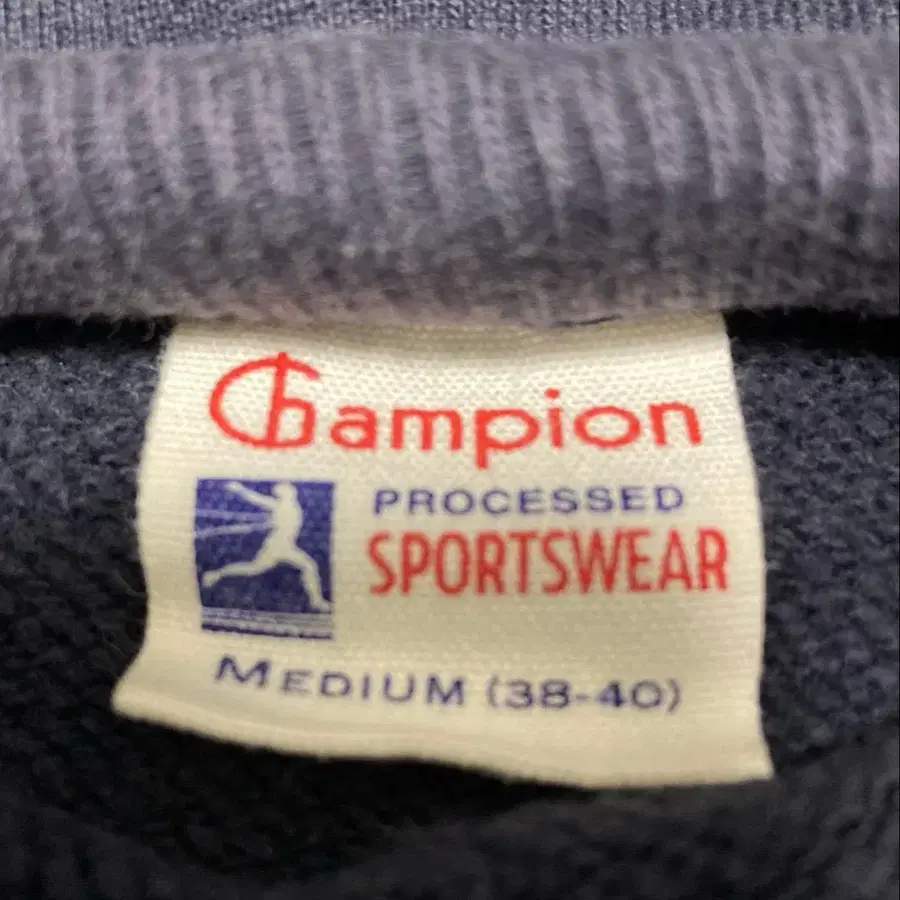 Champion
PROCESSED
SPORTSWEAR
MEDIUM (38-40)